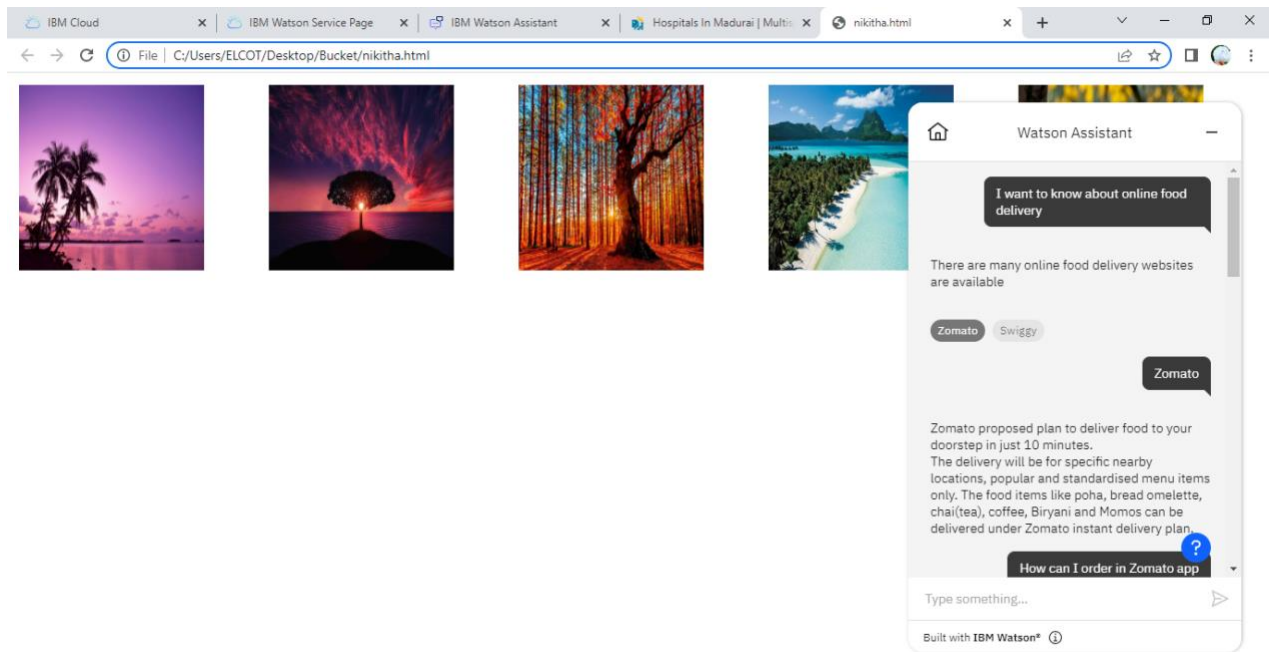 IBM Cloud
IBM Watson Service Page
IBM Watson Assistant
Hospitals In Madurai | Multi
nikitha.html
File | C:/Users/ELCOT/Desktop/Bucket/nikitha.html
Watson Assistant
I want to know about online food
delivery
There are many online food delivery websites
are available
Zomato Swiggy
Zomato
Zomato proposed plan to deliver food to your
doorstep in just 10 minutes.
The delivery will be for specific nearby
locations, popular and standardised menu items
only. The food items like poha, bread omelette,
chai(tea), coffee, Biryani and Momos can be
delivered under Zomato instant delivery plan.
?
How can I order in Zomato app
Type something...
Built with IBM Watson®